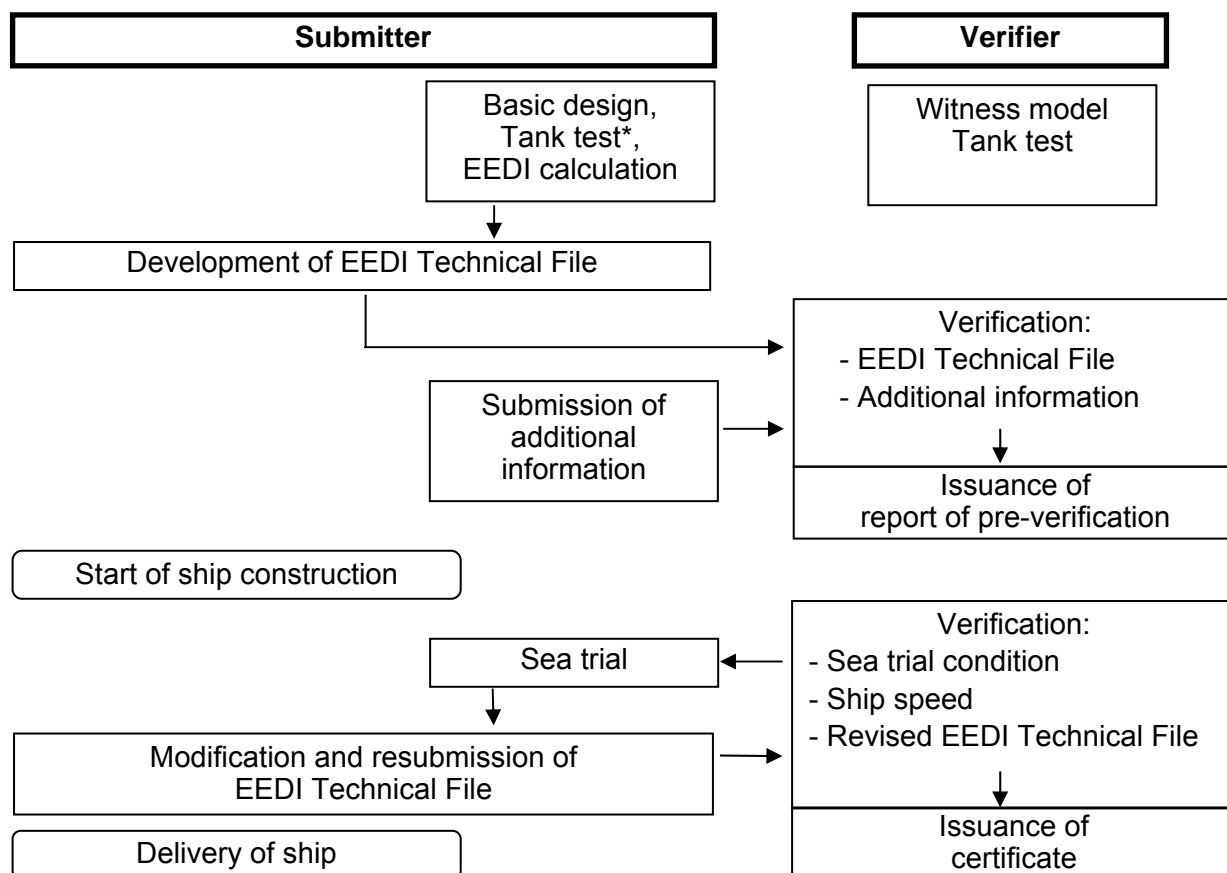 Submitter
Verifier
Basic design,
Tank test*,
EEDI calculation
Witness model
Tank test
Development of EEDI Technical File
Verification:
- EEDI Technical File
- Additional information
Submission of
additional
information
Issuance of
report of pre-verification
Start of ship construction
Verification:
- Sea trial condition
- Ship speed
- Revised EEDI Technical File
Sea trial
Modification and resubmission of
EEDI Technical File
Issuance of
certificate
Delivery of ship